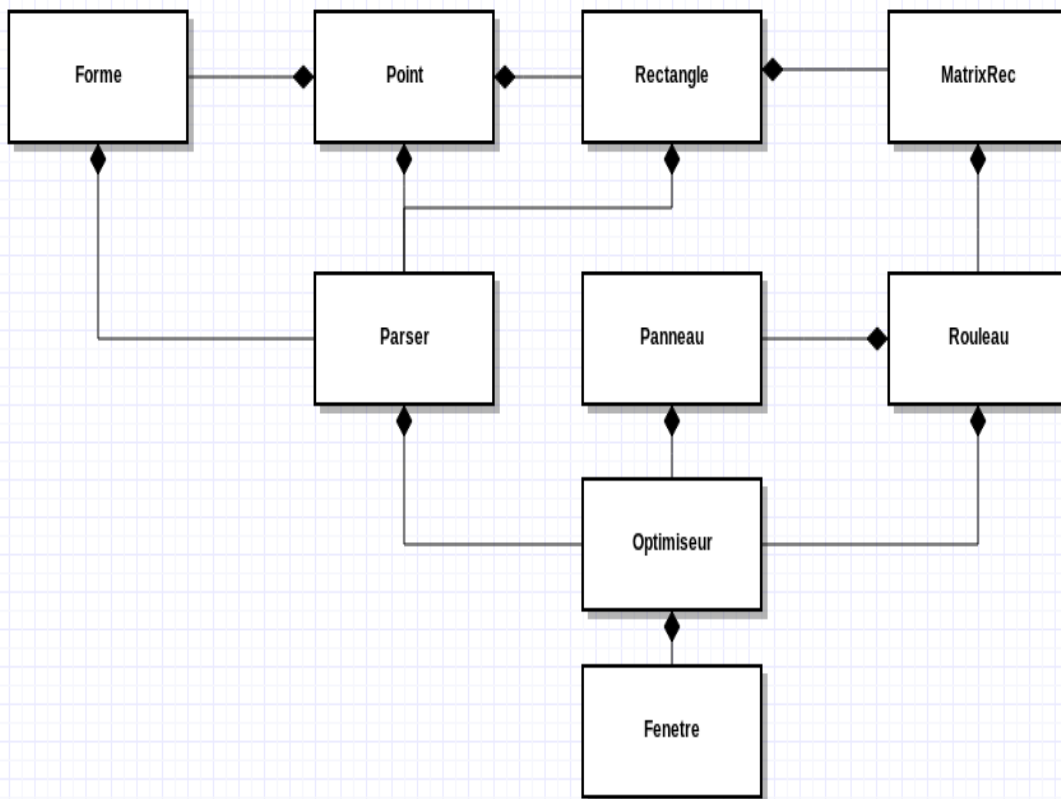 Forme
Point
Rectangle
MatrixRec
Parser
Panneau
Rouleau
Optimiseur
Fenetre